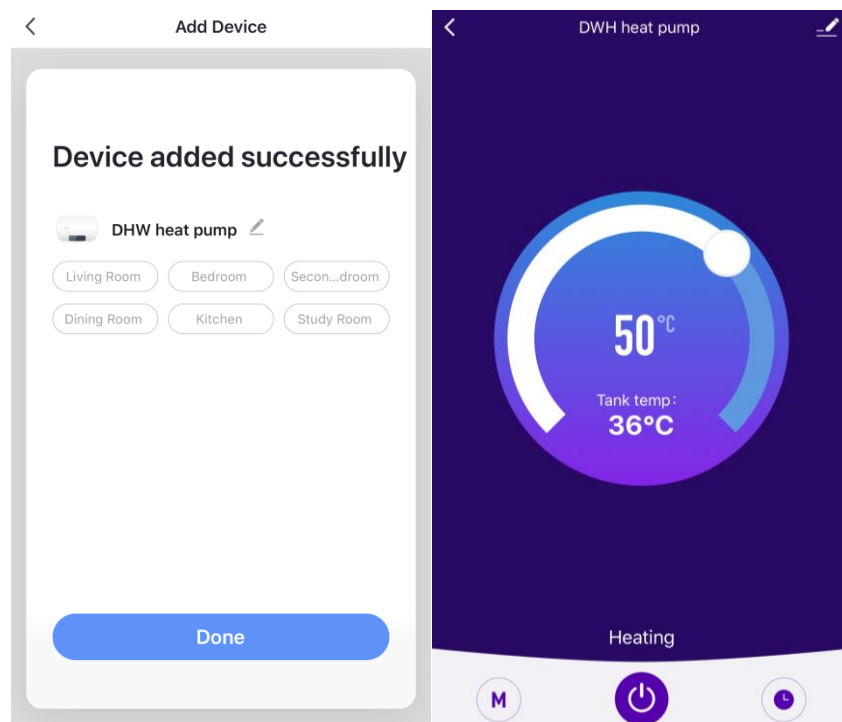 Add Device
Device added successfully
DHW heat pump
Living Room
Bedroom
Secon...droom
Dining Room
Kitchen
Study Room
Done
DWH heat pump
50°C
Tank temp:
36°C
Heating
M